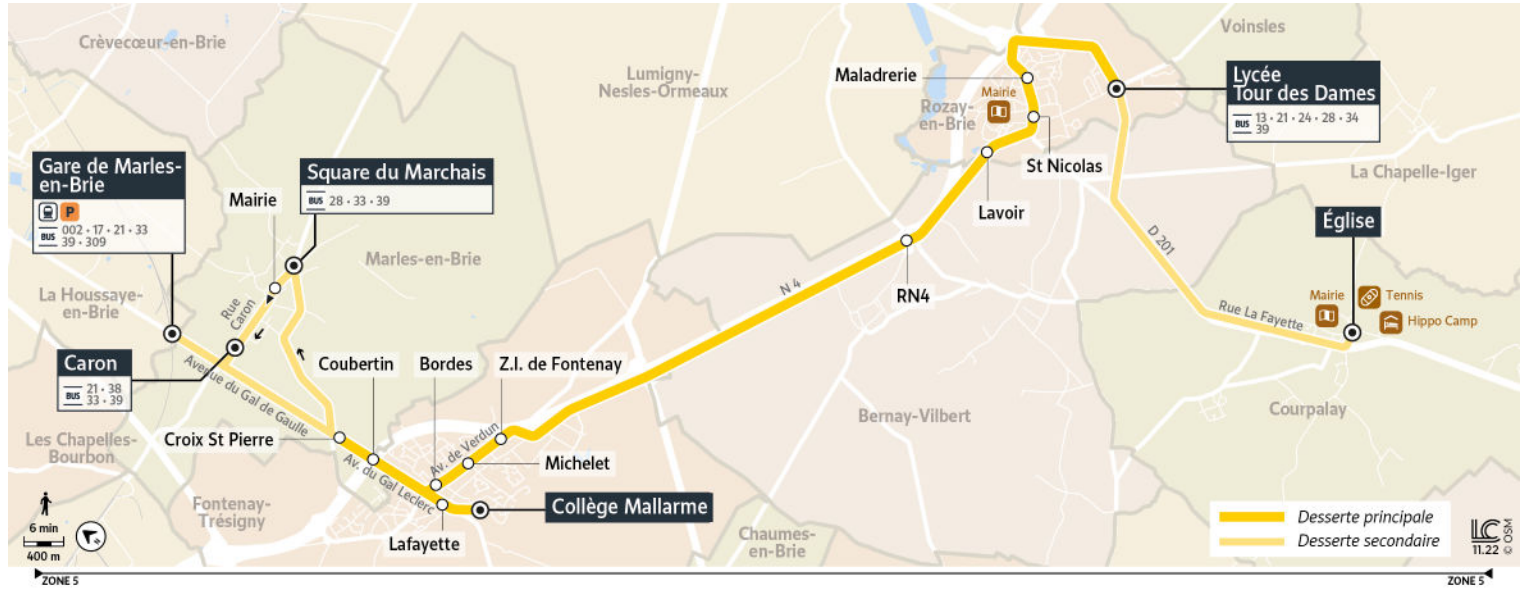 Crèvecœur-en-Brie
Lumigny-
Nesles-Ormeaux
Voinsles
Maladrerie
Mairie
Rozay-
en-Brie
Lycée
Tour des Dames
BUS 13 • 21 • 24 • 28 • 34
39
Gare de Marles-
en-Brie
P
BUS 002 • 17 • 21 • 33
39 • 309
Mairie
Square du Marchais
BUS 28 • 33 • 39
St Nicolas
La Chapelle-Iger
Lavoir
Église
Marles-en-Brie
D 201
La Houssaye-
en-Brie
Rue
Caron
N 4
RN4
Mairie
Tennis
Hippo Camp
Rue La Fayette
Caron
BUS 21 • 38
33 • 39
Avenue du Gal de Gaulle
Coubertin
Bordes
Z.I. de Fontenay
Bernay-Vilbert
Courpalay
Les Chapelles-
Bourbon
Croix St Pierre
Av. de Verdun
Michelet
Av. du Gal Leclerc
Fontenay-
Trésigny
Collège Mallarme
Lafayette
Chaumes-
en-Brie
6 min
400 m
Desserte principale
Desserte secondaire
LC
11.22
© OSM
ZONE 5
ZONE 5